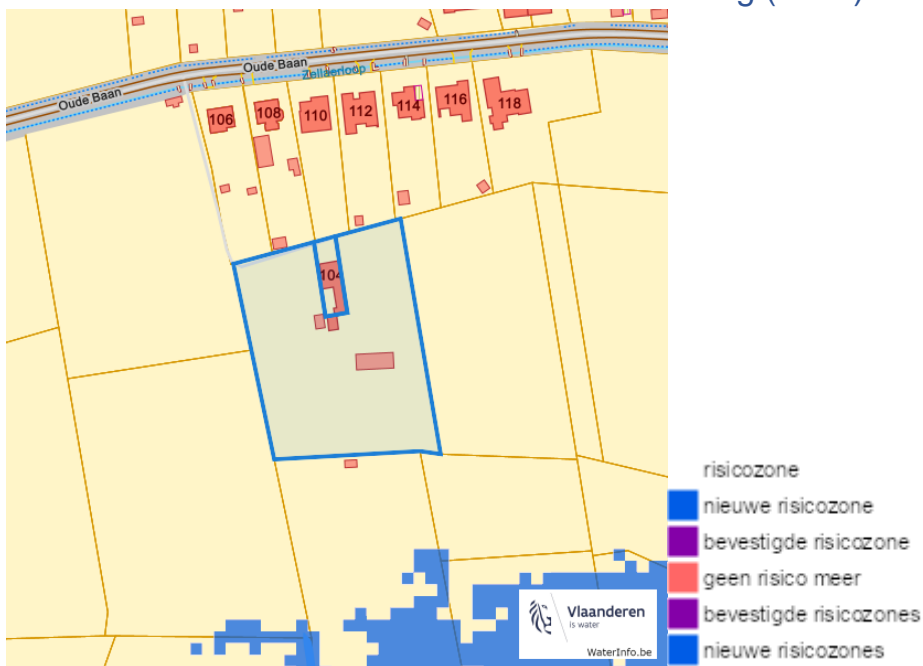 Oude Baan
Oude Baan
Zellaerloop
106
108
110
112
114
116
118
104
risicozone
nieuwe risicozone
bevestigde risicozone
geen risico meer
bevestigde risicozones
nieuwe risicozones
Vlaanderen
is water
WaterInfo.be